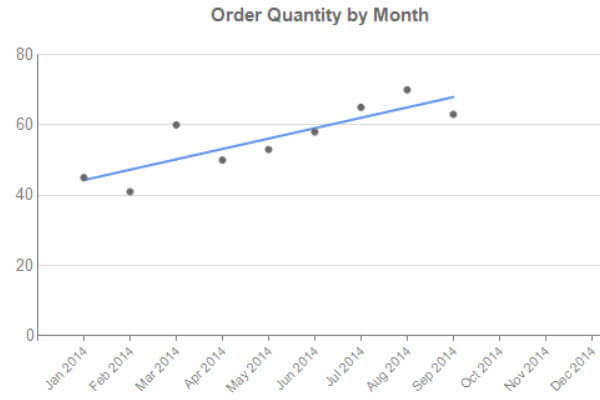 Order Quantity by Month
80
60
40
20
0
Jan 2014
Feb 2014
Mar 2014
Apr 2014
May 2014
Jun 2014
Jul 2014
Aug 2014
Sep 2014
Oct 2014
Nov 2014
Dec 2014